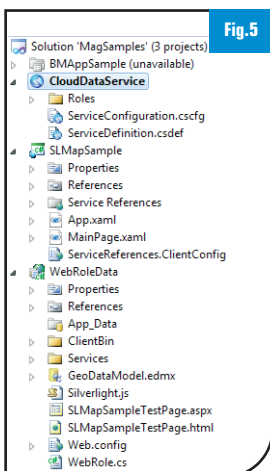 Fig.5
Solution 'MagSamples' (3 projects)
BMAppSample (unavailable)
CloudDataService
Roles
ServiceConfiguration.cscfg
ServiceDefinition.csdef
SLMapSample
Properties
References
Service References
App.xaml
MainPage.xaml
ServiceReferences.ClientConfig
WebRoleData
Properties
References
App_Data
ClientBin
Services
GeoDataModel.edmx
Silverlight.js
SLMapSampleTestPage.aspx
SLMapSampleTestPage.html
Web.config
WebRole.cs